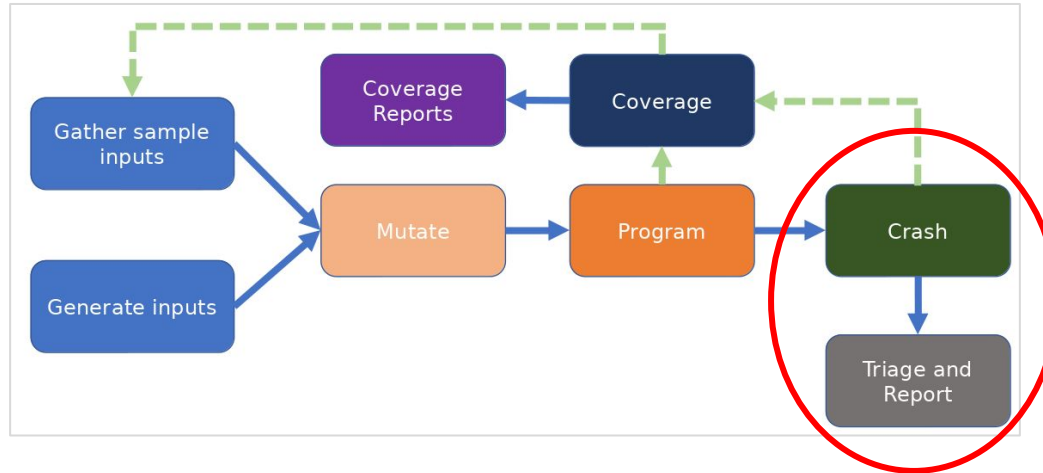 Coverage
Reports
Coverage
Gather sample
inputs
Mutate
Program
Crash
Generate inputs
Triage and
Report